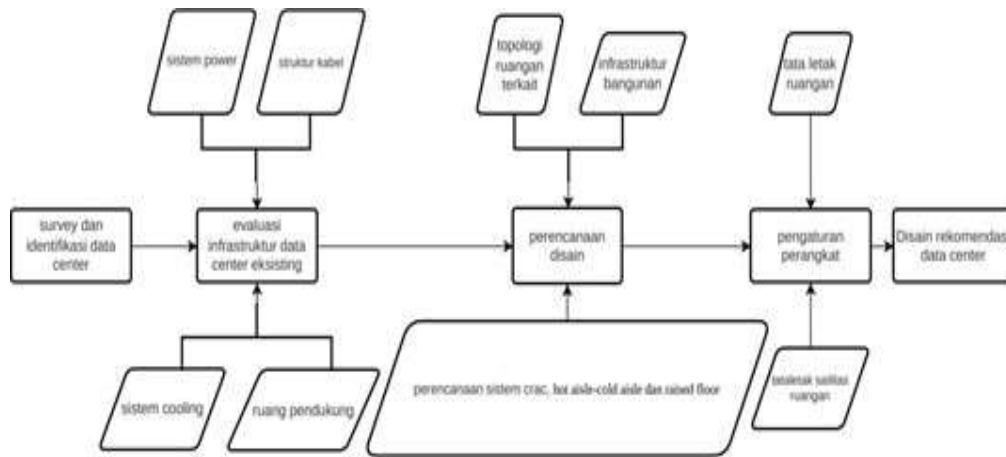 sistem power
struktur kabel
topologi
ruangan
terkait
infrastruktur
bangunan
tata letak
ruangan
survey dan
identifikasi data
center
evaluasi
infrastruktur data
center eksisting
perencanaan
disain
pengaturan
perangkat
Disain rekomendas
data center
sistem cooling
ruang pendukung
perencanaan sistem crac, hot aisle-cold aisle dan raised floor
ruangan